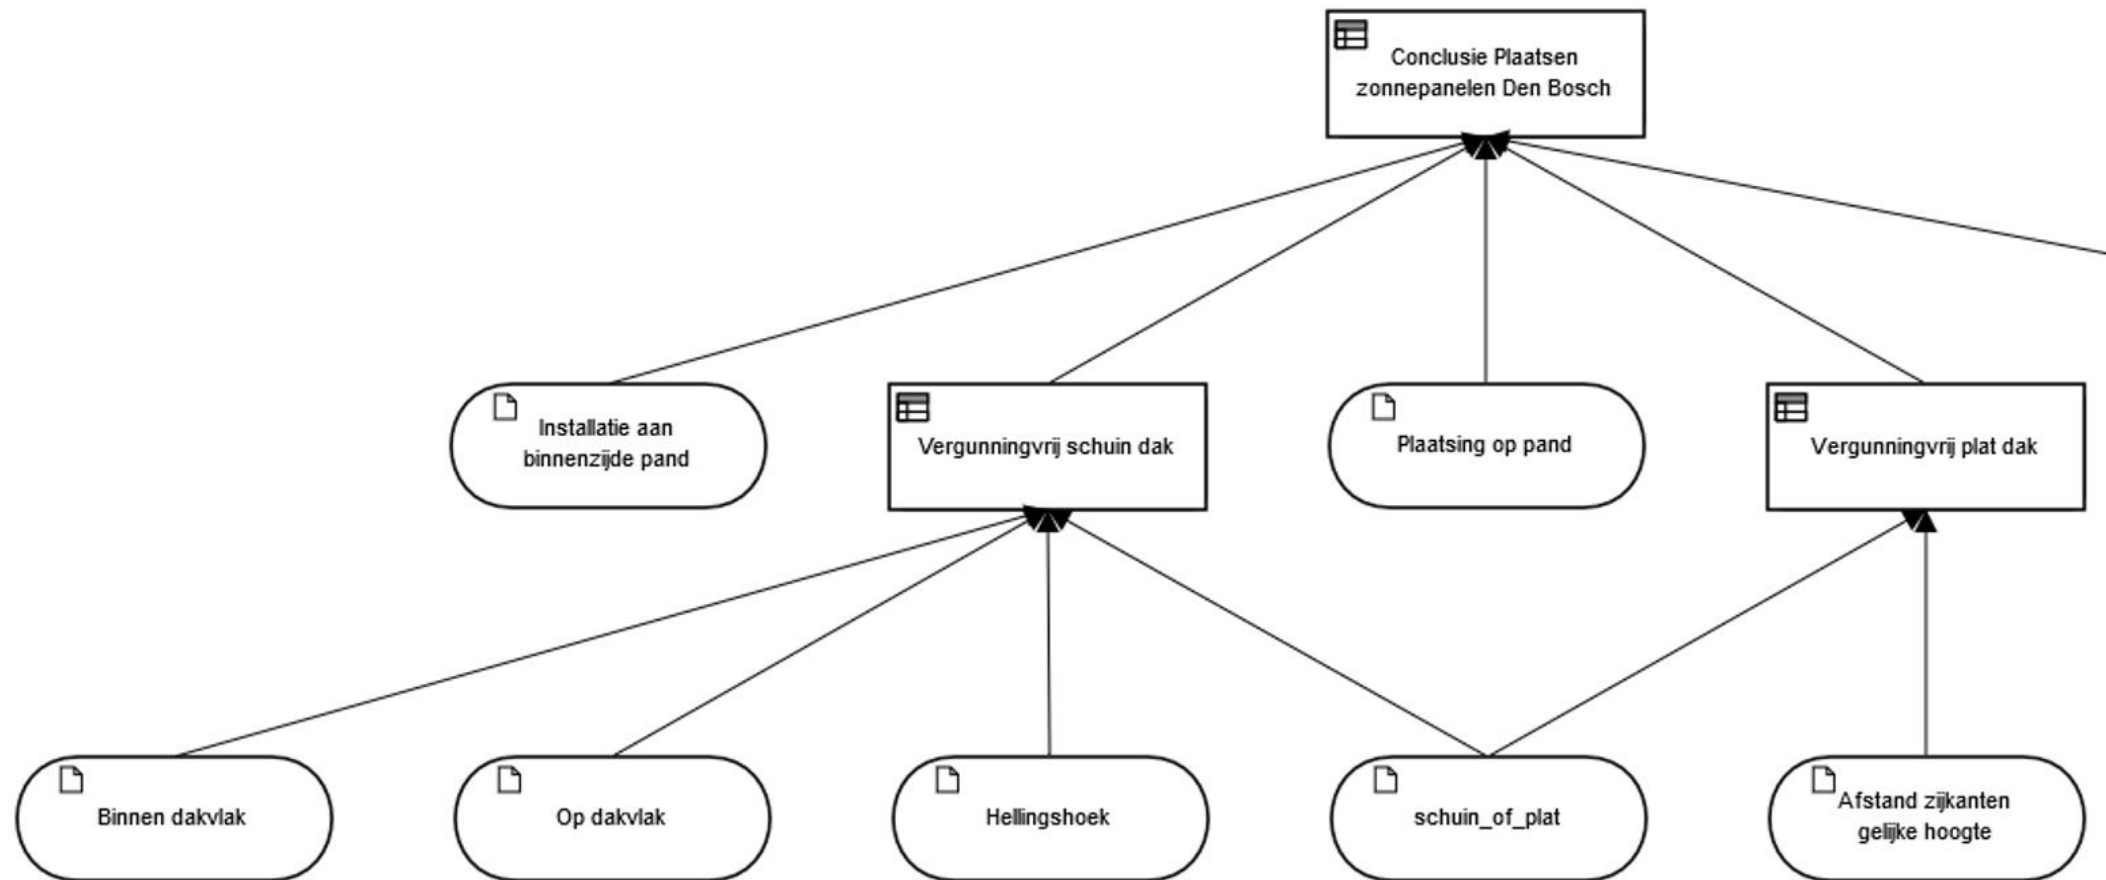 Conclusie Plaatsen
zonnepanelen Den Bosch
Installatie aan
binnenzijde pand
Vergunningvrij schuin dak
Plaatsing op pand
Vergunningvrij plat dak
Binnen dakvlak
Op dakvlak
Hellingshoek
schuin_of_plat
Afstand zijkanten
gelijke hoogte